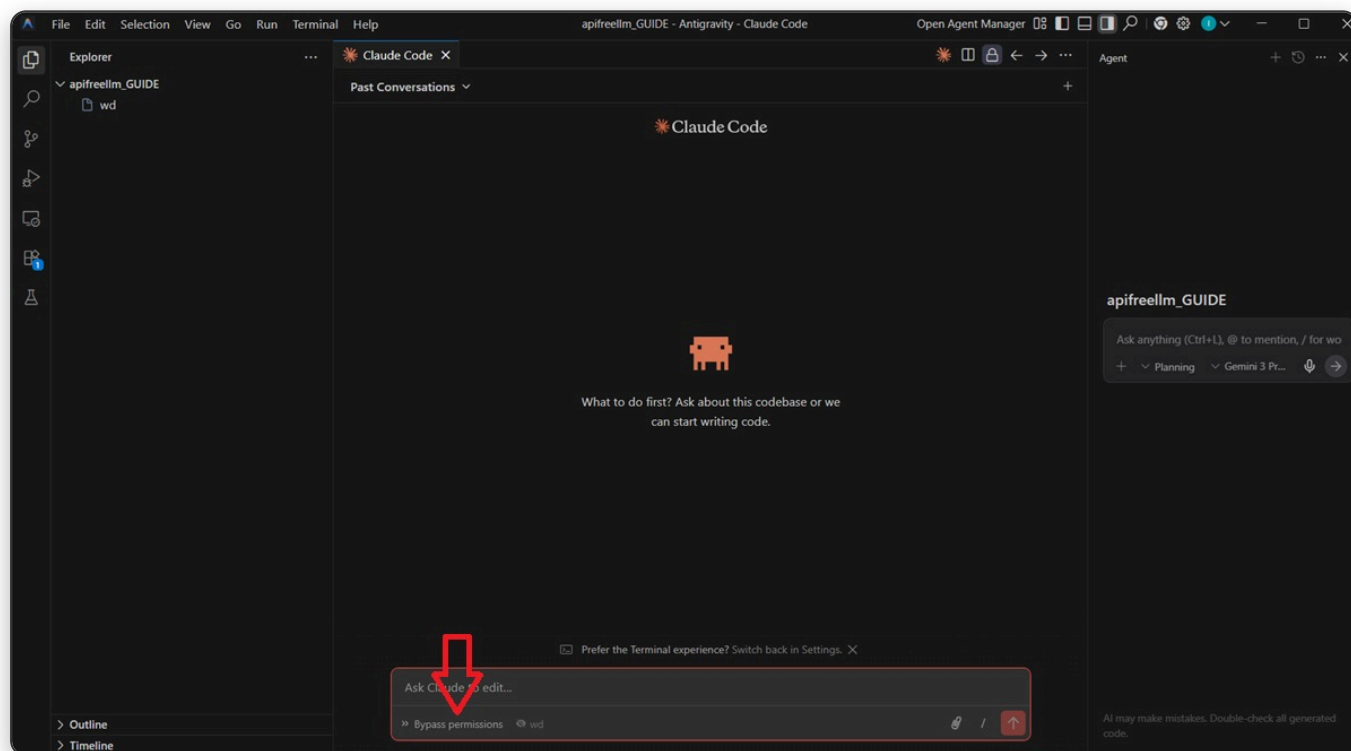 File Edit Selection View Go Run Terminal Help
apifreellm_GUIDE - Antigravity - Claude Code
Open Agent Manager
Explorer
apifreellm_GUIDE
wd
1
Outline
Timeline
Claude Code
Past Conversations
Claude Code
What to do first? Ask about this codebase or we
can start writing code.
Prefer the Terminal experience? Switch back in Settings.
Ask Claude to edit...
Bypass permissions
wd
/
Agent
apifreellm_GUIDE
Ask anything (Ctrl+L), @ to mention, / for wo
Planning
Gemini 3 Pr...
AI may make mistakes. Double-check all generated
code.